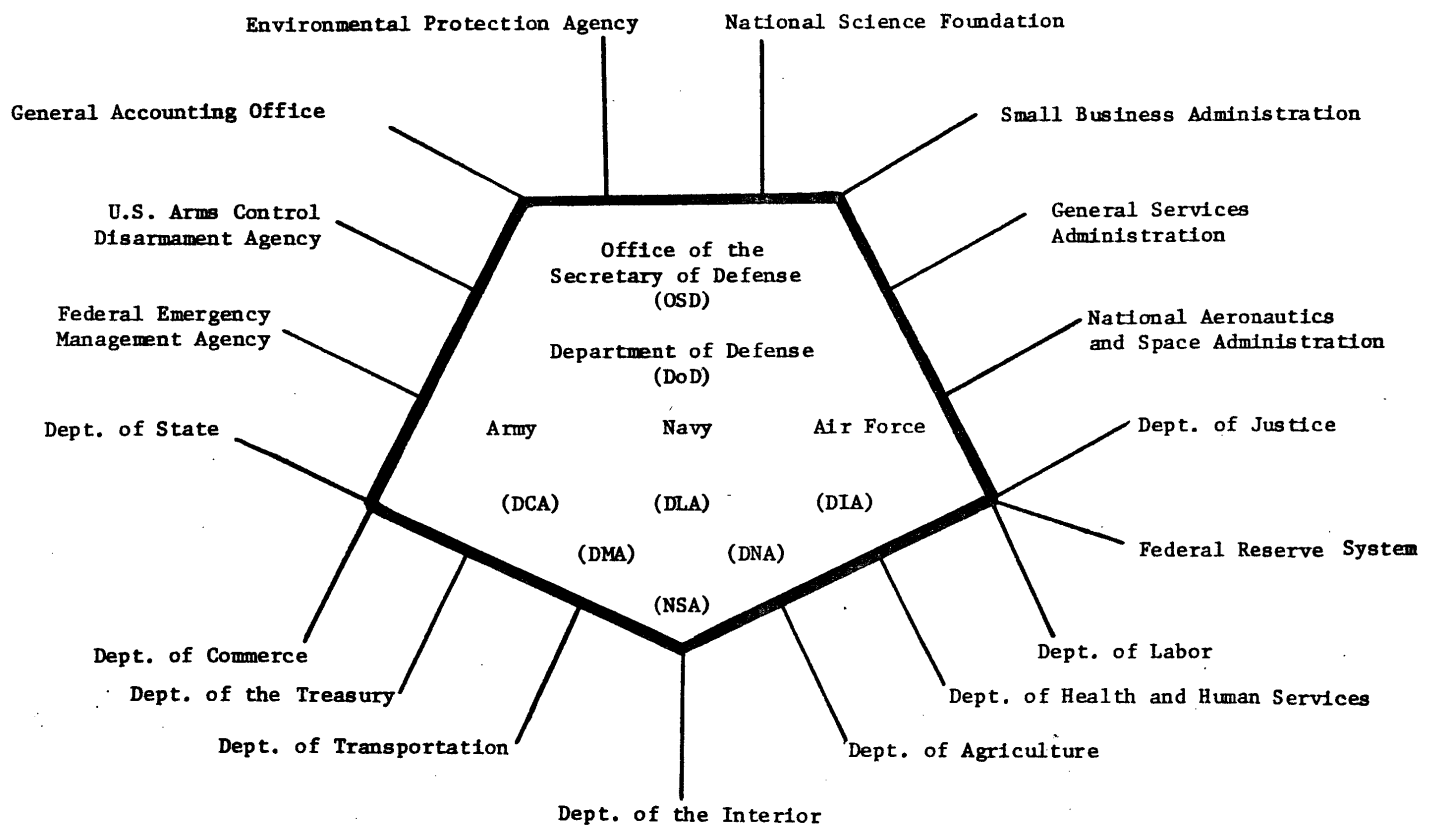 Environmental Protection Agency
National Science Foundation
General Accounting Office
Small Business Administration
U.S. Arms Control
Disarmament Agency
General Services
Administration
Office of the
Secretary of Defense
(OSD)
Federal Emergency
Management Agency
National Aeronautics
and Space Administration
Department of Defense
(DoD)
Dept. of State
Army
Navy
Air Force
Dept. of Justice
(DCA)
(DLA)
(DIA)
(DMA)
(DNA)
Federal Reserve System
(NSA)
Dept. of Commerce
Dept. of Labor
Dept. of the Treasury
Dept. of Health and Human Services
Dept. of Transportation
Dept. of Agriculture
Dept. of the Interior